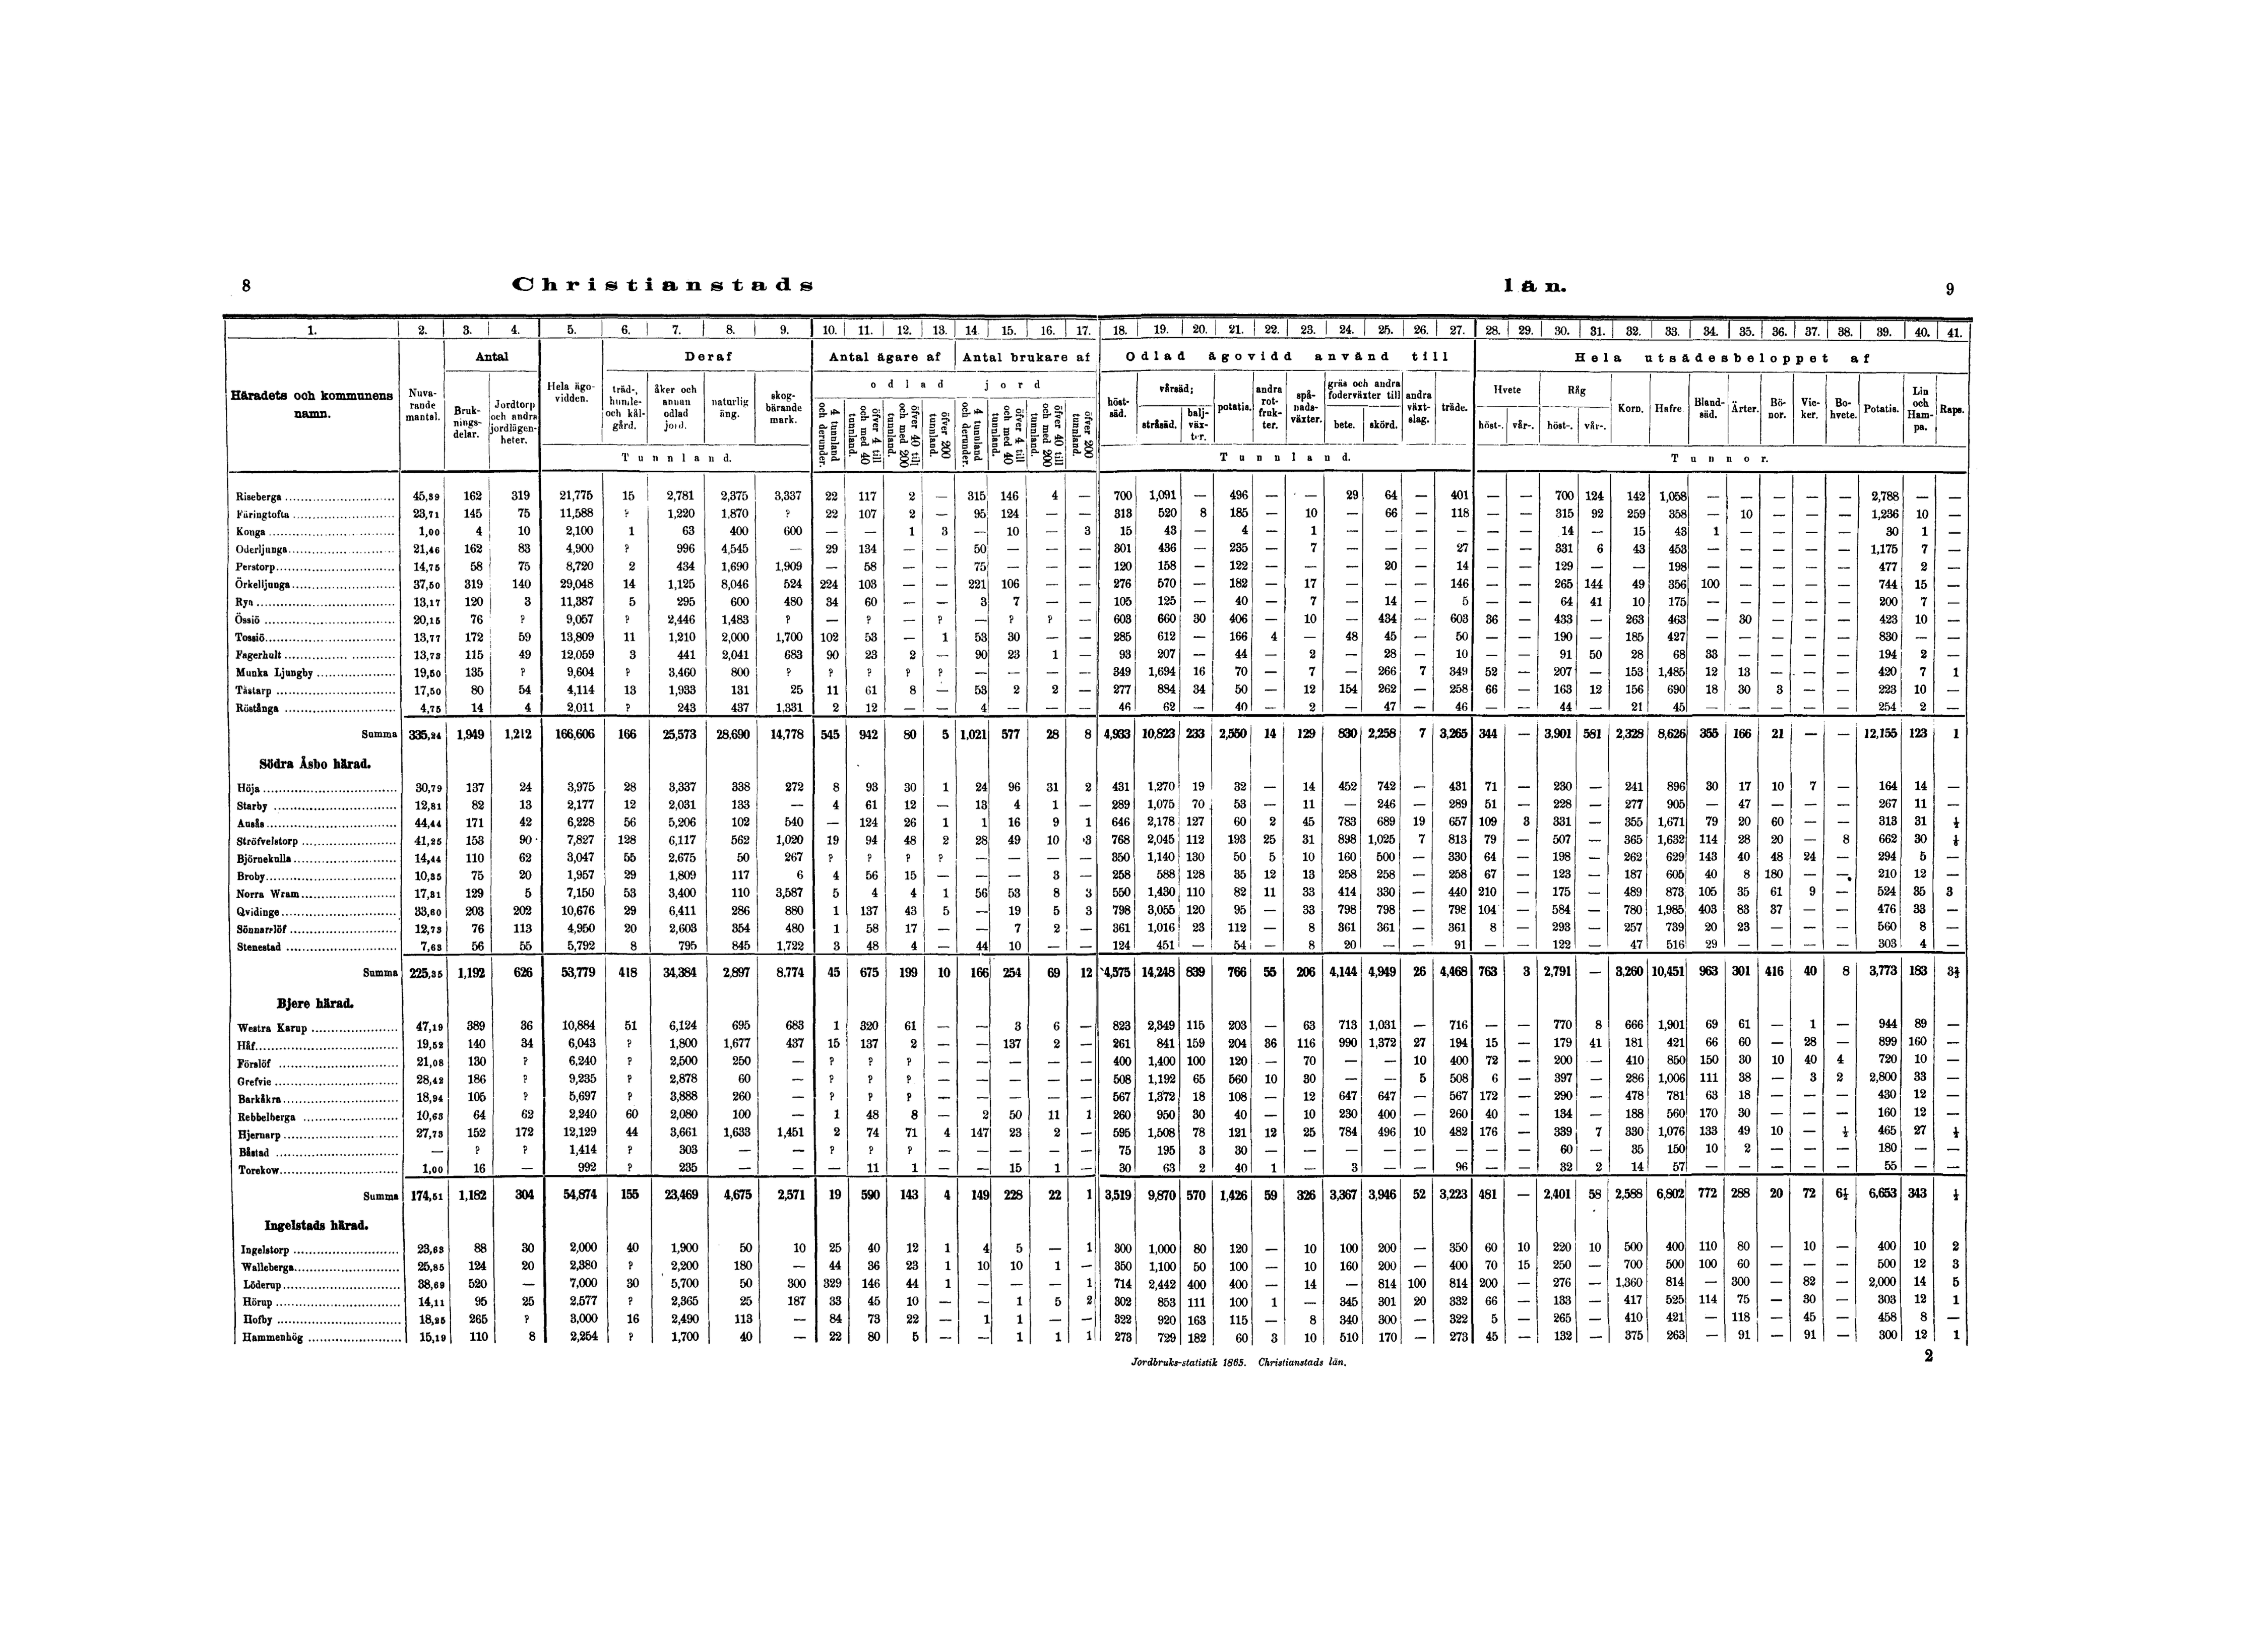 8 Christianstads län. 9
1. 2. 3. 4. 5. 6. 7. 8. 9. 10. 11. 12. 13. 14. 15. 16. 17. 18. 19. 20. 21. 22. 23. 24. 25. 26. 27. 28. 29. 30. 31. 32. 33. 34. 35. 36. 37. 38. 39. 40. 41.
Häradets och kommunens namn. Nuvarande mantal. Antal Bruknings-delar. Jordtorp och andra jordlägenheter. Hela ägovidden. Deraf träd-, humle- och kålgård. åker och annan odlad jord. naturlig äng. skogbärande mark. Tunnland.
Antal ägare af Antal brukare af odlad jord 4 tunnland och derunder. öfver 4 till och med 40 tunnland. öfver 40 till och med 200 tunnland. öfver 200 tunnland. 4 tunnland och derunder. öfver 4 till och med 40 tunnland. öfver 40 till och med 200 tunnland. öfver 200 tunnland.
Odlad ägovidd använd till höstsäd. vårsäd; stråsäd. baljväxter. potatis. andra rotfrukter. spånadsväxter. gräs och andra foderväxter till bete. skörd. andra växtslag. träde. Tunnland.
Hela utsädesbeloppet af Hvete höst-. vår-. Råg höst-. vår-. Korn. Hafre. Blandsäd. Ärter. Bönor. Vicker. Bohvete. Potatis. Lin och Hampa. Raps. Tunnor.
Riseberga 45,39 162 319 21,775 15 2,781 2,375 3,337 22 117 2 — 315 146 4 — 700 1,091 — 496 — — 29 64 — 401 — — 700 124 142 1,058 — — — — — 2,788 — —
Färingtofta 23,71 145 75 11,588 ? 1,220 1,870 ? 22 107 2 — 95 124 — — 313 520 8 185 — 10 — 66 — 118 — — 315 92 259 358 — 10 — — — 1,236 10 —
Konga 1,00 4 10 2,100 1 63 400 600 — — 1 3 — 10 — 3 15 43 — 4 — 1 — — — — — — 14 — 15 43 1 — — — — 30 1 —
Oderljunga 21,46 162 83 4,900 ? 996 4,545 — 29 134 — — 50 — — — 301 436 — 235 — 7 — — — 27 — — 331 6 43 453 — — — — — 1,175 7 —
Perstorp 14,75 58 75 8,720 2 434 1,690 1,909 — 58 — — 75 — — — 120 158 — 122 — — — 20 — 14 — — 129 — — 198 — — — — — 477 2 —
Örkelljunga 37,50 319 140 29,048 14 1,125 8,046 524 224 103 — — 221 106 — — 276 570 — 182 — 17 — — — 146 — — 265 144 49 356 100 — — — — 744 15 —
Rya 13,17 120 3 11,387 5 295 600 480 34 60 — — 3 7 — — 105 125 — 40 — 7 — 14 — 5 — — 64 41 10 175 — — — — — 200 7 —
Össiö 20,15 76 ? 9,057 ? 2,446 1,483 ? — ? — ? — ? ? — 603 660 30 406 — 10 — 434 — 603 36 — 433 — 263 463 — 30 — — — 423 10 —
Tossiö 13,77 172 59 13,809 11 1,210 2,000 1,700 102 53 — 1 53 30 — — 285 612 — 166 4 — 48 45 — 50 — — 190 — 185 427 — — — — — 830 — —
Fagerhult 13,73 115 49 12,059 3 441 2,041 683 90 23 2 — 90 23 1 — 93 207 — 44 — 2 — 28 — 10 — — 91 50 28 68 33 — — — — 194 2 —
Munka Ljungby 19,50 135 ? 9,604 ? 3,460 800 ? ? ? ? ? — — — — 349 1,694 16 70 — 7 — 266 7 349 52 — 207 — 153 1,485 12 13 — — — 420 7 1
Tåstarp 17,50 80 54 4,114 13 1,933 131 25 11 61 8 — 53 2 2 — 277 884 34 50 — 12 154 262 — 258 66 — 163 12 156 690 18 30 3 — — 223 10 —
Röstånga 4,75 14 4 2,011 ? 243 437 1,331 2 12 — — 4 — — — 46 62 — 40 — 2 — 47 — 46 — — 44 — 21 45 — — — — — 254 2 —
Summa 335,24 1,949 1,212 166,606 166 25,573 28,690 14,778 545 942 80 5 1,021 577 28 8 4,933 10,823 233 2,550 14 129 830 2,258 7 3,265 344 — 3,901 581 2,328 8,626 355 166 21 — — 12,155 123 1
Södra Åsbo härad.
Höja 30,79 137 24 3,975 28 3,337 338 272 8 93 30 1 24 96 31 2 431 1,270 19 32 — 14 452 742 — 431 71 — 230 — 241 896 30 17 10 7 — 164 14 —
Starby 12,81 82 13 2,177 12 2,031 133 — 4 61 12 — 13 4 1 — 289 1,075 70 53 — 11 — 246 — 289 51 — 228 — 277 905 — 47 — — — 267 11 —
Ausås 44,44 171 42 6,228 56 5,206 102 540 — 124 26 1 1 16 9 1 646 2,178 127 60 2 45 783 689 19 657 109 3 331 — 355 1,671 79 20 60 — — 313 31
Ströfvelstorp 41,25 153 90 7,827 128 6,117 562 1,020 19 94 48 2 28 49 10 3 768 2,045 112 193 25 31 898 1,025 7 813 79 — 507 — 365 1,632 114 28 20 — 8 662 30
Björnekulla 14,44 110 62 3,047 55 2,675 50 267 ? ? ? ? — — — — 350 1,140 130 50 5 10 160 500 — 330 64 — 198 — 262 629 143 40 48 24 — 294 5 —
Broby 10,35 75 20 1,957 29 1,809 117 6 4 56 15 — — — 3 — 258 588 128 35 12 13 258 258 — 258 67 — 123 — 187 605 40 8 180 — — 210 12 —
Norra Wram 17,81 129 5 7,150 53 3,400 110 3,587 5 4 4 1 56 53 8 3 550 1,430 110 82 11 33 414 330 — 440 210 — 175 — 489 873 105 35 61 9 — 524 35 3
Qvidinge 33,60 203 202 10,676 29 6,411 286 880 1 137 43 5 — 19 5 3 798 3,055 120 95 — 33 798 798 — 798 104 — 584 — 780 1,985 403 83 37 — — 476 33 —
Sönnarslöf 12,73 76 113 4,950 20 2,603 354 480 1 58 17 — — 7 2 — 361 1,016 23 112 — 8 361 361 — 361 8 — 293 — 257 739 20 23 — — — 560 8 —
Stenestad 7,63 56 55 5,792 8 795 845 1,722 3 48 4 — 44 10 — — 124 451 — 54 — 8 20 — — 91 — — 122 — 47 516 29 — — — — 303 4 —
Summa 225,35 1,192 626 53,779 418 34,384 2,897 8,774 45 675 199 10 166 254 69 12 4,575 14,248 839 766 55 206 4,144 4,949 26 4,468 763 3 2,791 — 3,260 10,451 963 301 416 40 8 3,773 183 3½
Bjere härad.
Westra Karup 47,19 389 36 10,884 51 6,124 695 683 1 320 61 — — 3 6 — 823 2,349 115 203 — 63 713 1,031 — 716 — — 770 8 666 1,901 69 61 — 1 — 944 89 —
Håf 19,52 140 34 6,043 ? 1,800 1,677 437 15 137 2 — — 137 2 — 261 841 159 204 36 116 990 1,372 27 194 15 — 179 41 181 421 66 60 — 28 — 899 160 —
Förslöf 21,08 130 ? 6,240 ? 2,500 250 — ? ? ? — — — — — 400 1,400 100 120 — 70 — — 10 400 72 — 200 — 410 850 150 30 10 40 4 720 10 —
Grefvie 28,42 186 ? 9,235 ? 2,878 60 — ? ? ? — — — — — 508 1,192 65 560 10 30 — — 5 508 6 — 397 — 286 1,006 111 38 — 3 2 2,800 33 —
Barkåkra 18,94 105 ? 5,697 ? 3,888 260 — ? ? ? — — — — — 567 1,372 18 108 — 12 647 647 — 567 172 — 290 — 478 781 63 18 — — — 430 12 —
Rebbelberga 10,63 64 62 2,240 60 2,080 100 — 1 48 8 — 2 50 11 1 260 950 30 40 — 10 230 400 — 260 40 — 134 — 188 560 170 30 — — — 160 12 —
Hjernarp 27,73 152 172 12,129 44 3,661 1,633 1,451 2 74 71 4 147 23 2 — 595 1,508 78 121 12 25 784 496 10 482 176 — 339 7 330 1,076 133 49 10 — ½ 465 27 ½
Båstad — ? ? 1,414 ? 303 — — ? ? ? — — — — — 75 195 3 30 — — — — — — — — 60 — 35 150 10 2 — — — 180 — —
Torekow 1,00 16 — 992 ? 235 — — — 11 1 — — 15 1 — 30 63 2 40 1 — 3 — — 96 — — 32 2 14 57 — — — — — 55 — —
Summa 174,51 1,182 304 54,874 155 23,469 4,675 2,571 19 590 143 4 149 228 22 1 3,519 9,870 570 1,426 59 326 3,367 3,946 52 3,223 481 — 2,401 58 2,588 6,802 772 288 20 72 6½ 6,653 343 ½
Ingelstads härad.
Ingelstorp 23,63 88 30 2,000 40 1,900 50 10 25 40 12 1 4 5 — 1 300 1,000 80 120 — 10 100 200 — 350 60 10 220 10 500 400 110 80 — 10 — 400 10 2
Walleberga 25,85 124 20 2,380 ? 2,200 180 — 44 36 23 1 10 10 1 — 350 1,100 50 100 — 10 160 200 — 400 70 15 250 — 700 500 100 60 — — — 500 12 3
Löderup 38,69 520 — 7,000 30 5,700 50 300 329 146 44 1 — — — 1 714 2,442 400 400 — 14 — 814 100 814 200 — 276 — 1,360 814 — 300 — 82 — 2,000 14 5
Hörup 14,11 95 25 2,577 ? 2,365 25 187 33 45 10 — — 1 5 2 302 853 111 100 1 — 345 301 20 332 66 — 133 — 417 525 114 75 — 30 — 303 12 1
Hofby 18,25 265 ? 3,000 16 2,490 113 — 84 73 22 — 1 1 — — 322 920 163 115 — 8 340 300 — 322 5 — 265 — 410 421 — 118 — 45 — 458 8 —
Hammenhög 15,19 110 8 2,254 ? 1,700 40 — 22 80 5 — — 1 1 1 273 729 182 60 3 10 510 170 — 273 45 — 132 — 375 263 — 91 — 91 — 300 12 1
Jordbruks-statistik 1865. Christianstads län. 2